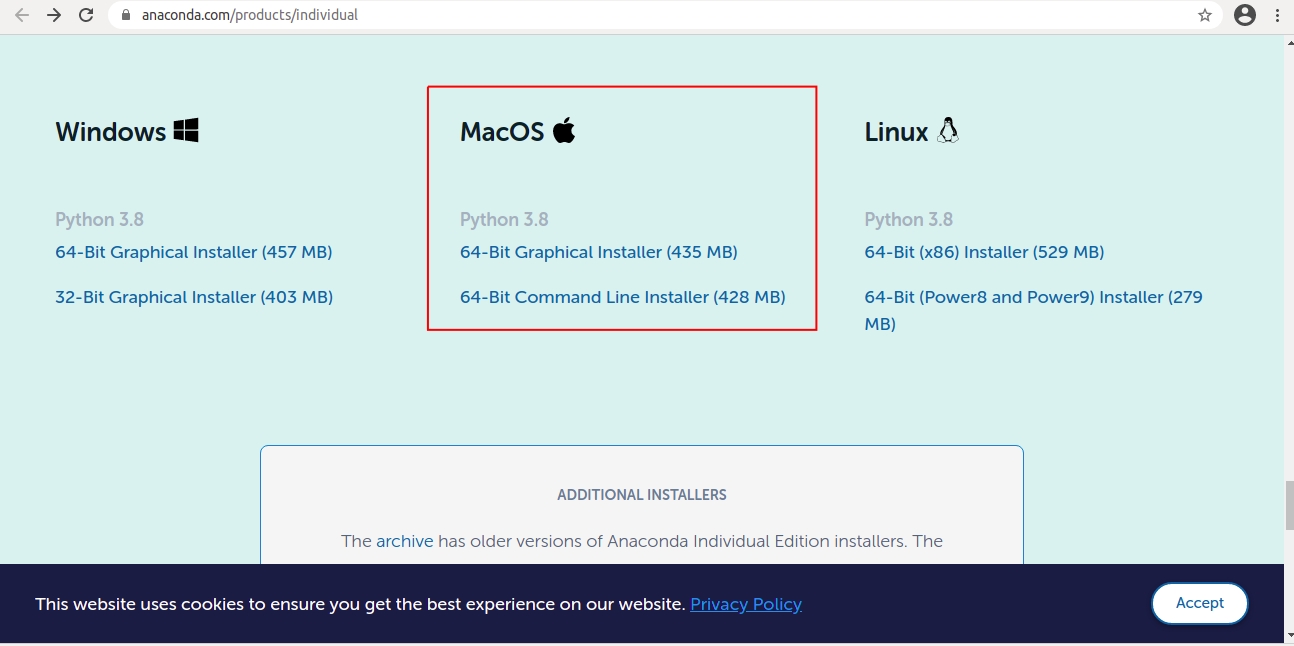 anaconda.com/products/individual
Windows
Python 3.8
64-Bit Graphical Installer (457 MB)
32-Bit Graphical Installer (403 MB)
MacOS
Python 3.8
64-Bit Graphical Installer (435 MB)
64-Bit Command Line Installer (428 MB)
Linux
Python 3.8
64-Bit (x86) Installer (529 MB)
64-Bit (Power8 and Power9) Installer (279
MB)
ADDITIONAL INSTALLERS
The archive has older versions of Anaconda Individual Edition installers. The
This website uses cookies to ensure you get the best experience on our website. Privacy Policy
Accept